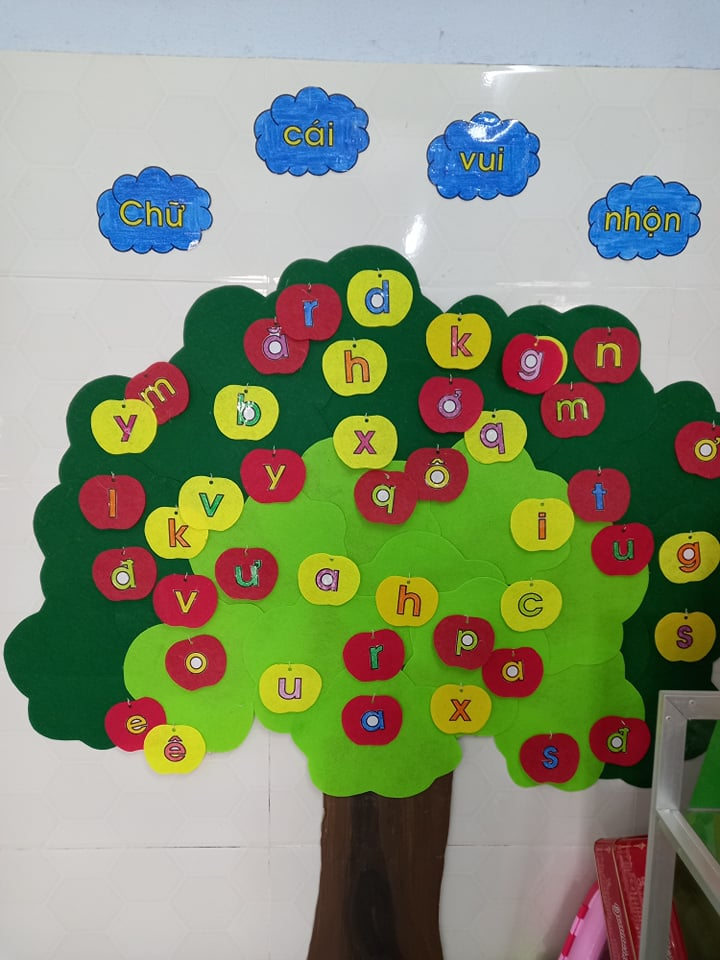 Chữ cái vui nhộn
d
r
ă
h
k
g
n
m
y
b
ơ
m
x
q
ơ
y
q
ô
l
v
k
i
t
u
g
đ
ư
a
v
h
c
s
o
r
p
a
u
a
x
e
ê
s
đ